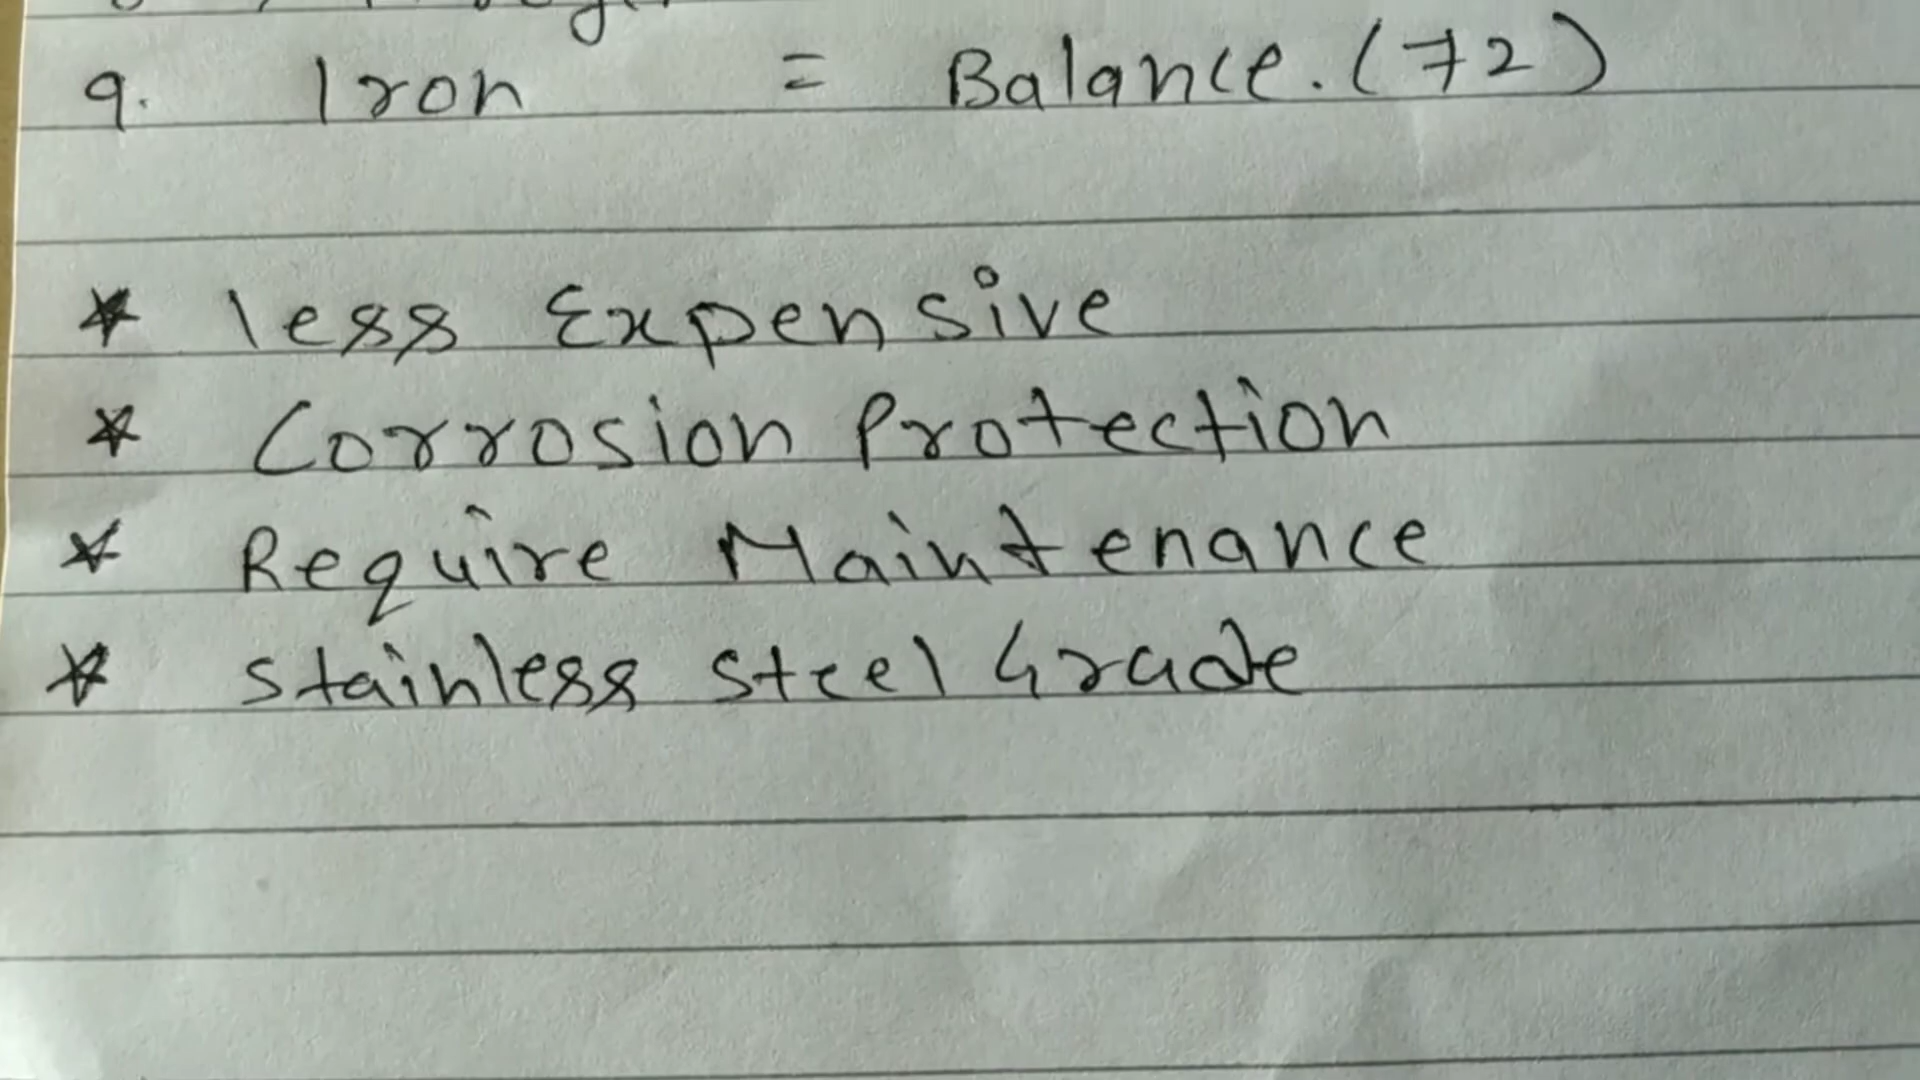 9. Iron = Balance. (72)
* less Expensive
* Corrosion Protection
* Require Maintenance
* Stainless steel Grade